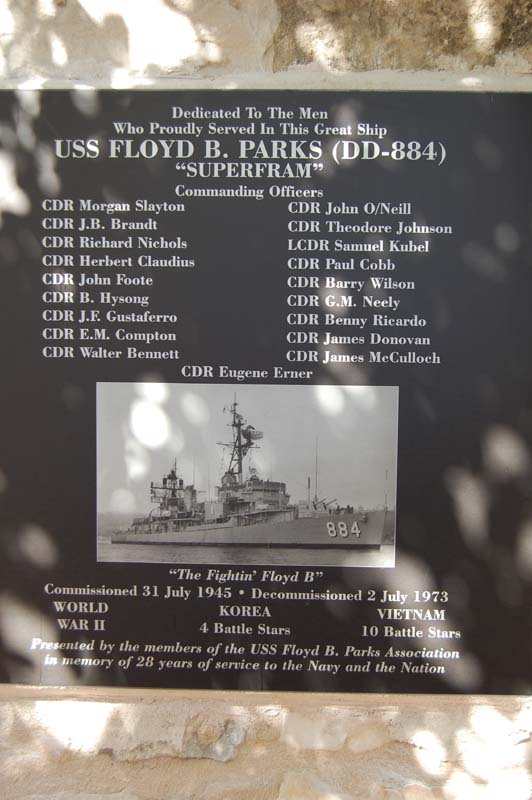 Dedicated To The Men
Who Proudly Served In This Great Ship
USS FLOYD B. PARKS (DD-884)
“SUPERFRAM”
Commanding Officers
CDR Morgan Slayton
CDR J.B. Brandt
CDR Richard Nichols
CDR Herbert Claudius
CDR John Foote
CDR B. Hysong
CDR J.F. Gustaferro
CDR E.M. Compton
CDR Walter Bennett
CDR John O/Neill
CDR Theodore Johnson
LCDR Samuel Kubel
CDR Paul Cobb
CDR Barry Wilson
CDR G.M. Neely
CDR Benny Ricardo
CDR James Donovan
CDR James McCulloch
CDR Eugene Erner
884
“The Fightin’ Floyd B”
Commissioned 31 July 1945 • Decommissioned 2 July 1973
WORLD WAR II
KOREA
4 Battle Stars
VIETNAM
10 Battle Stars
Presented by the members of the USS Floyd B. Parks Association
in memory of 28 years of service to the Navy and the Nation